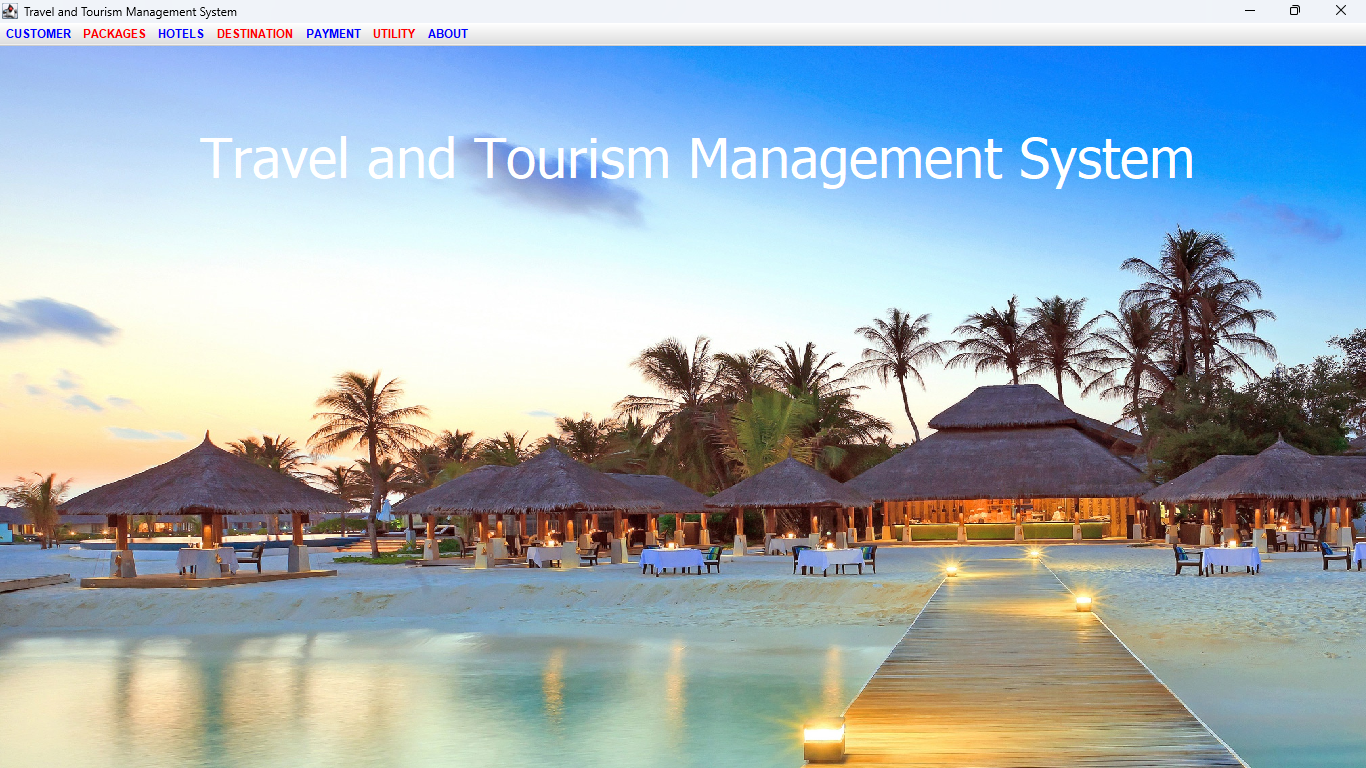 Travel and Tourism Management System
CUSTOMER PACKAGES HOTELS DESTINATION PAYMENT UTILITY ABOUT
Travel and Tourism Management System